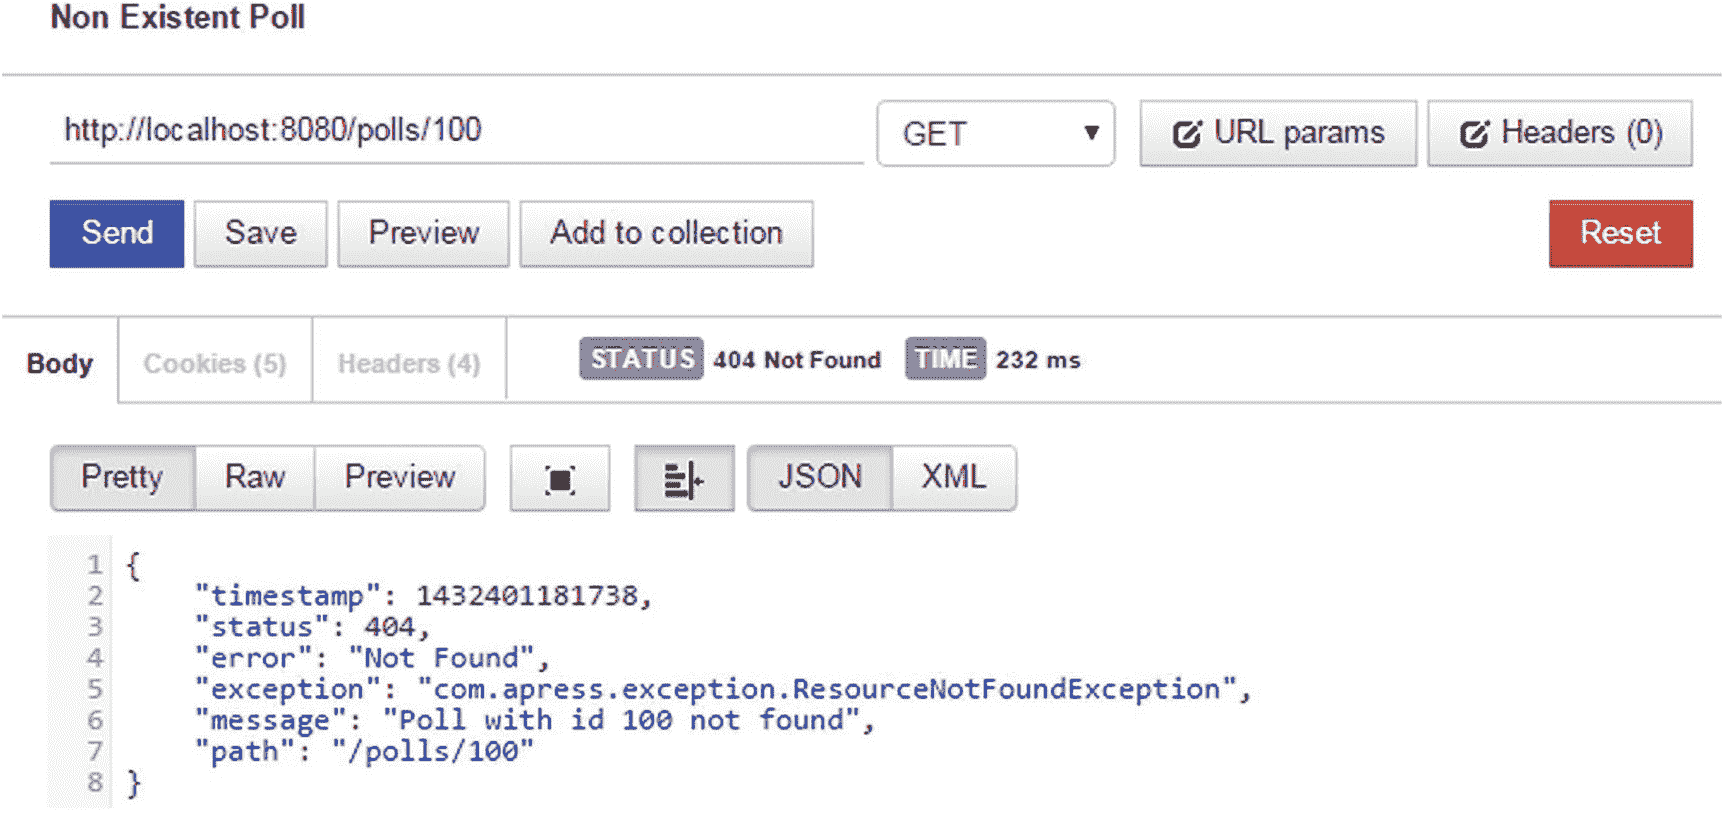 Non Existent Poll
http://localhost:8080/polls/100 GET URL params Headers (0)
Send Save Preview Add to collection Reset
Body Cookies (5) Headers (4) STATUS 404 Not Found TIME 232 ms
Pretty Raw Preview JSON XML
1 {
2 "timestamp": 1432401181738,
3 "status": 404,
4 "error": "Not Found",
5 "exception": "com.apress.exception.ResourceNotFoundException",
6 "message": "Poll with id 100 not found",
7 "path": "/polls/100"
8 }